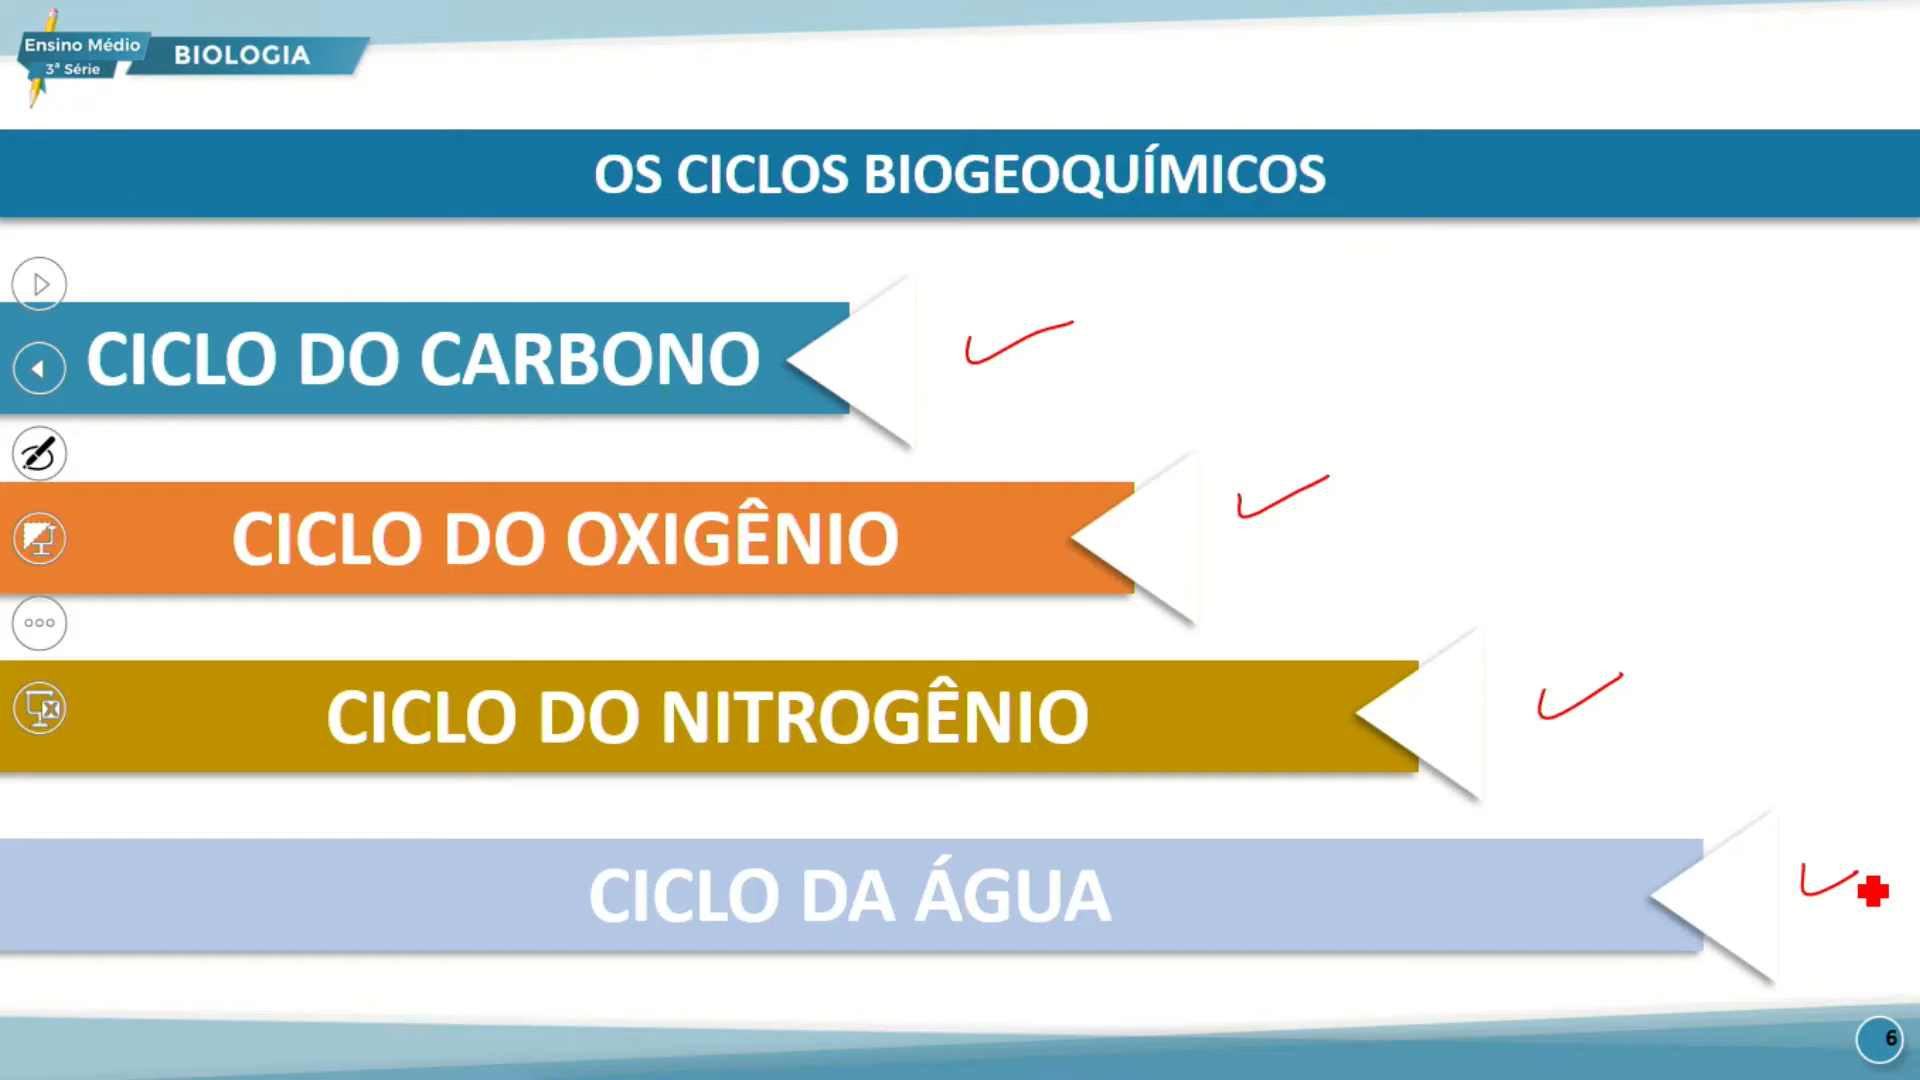 Ensino Médio
3ª Série
BIOLOGIA
OS CICLOS BIOGEOQUÍMICOS
CICLO DO CARBONO
CICLO DO OXIGÊNIO
CICLO DO NITROGÊNIO
CICLO DA ÁGUA
6